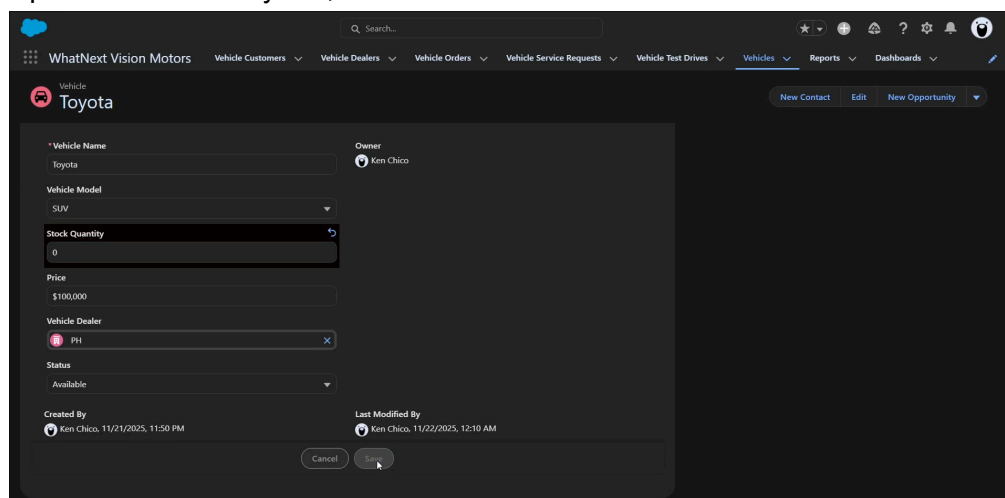 Search...
WhatNext Vision Motors Vehicle Customers Vehicle Dealers Vehicle Orders Vehicle Service Requests Vehicle Test Drives Vehicles Reports Dashboards
Vehicle
Toyota
New Contact Edit New Opportunity
*Vehicle Name Owner
Toyota Ken Chico
Vehicle Model
SUV
Stock Quantity
0
Price
$100,000
Vehicle Dealer
PH
Status
Available
Created By Last Modified By
Ken Chico, 11/21/2025, 11:50 PM Ken Chico, 11/22/2025, 12:10 AM
Cancel Save